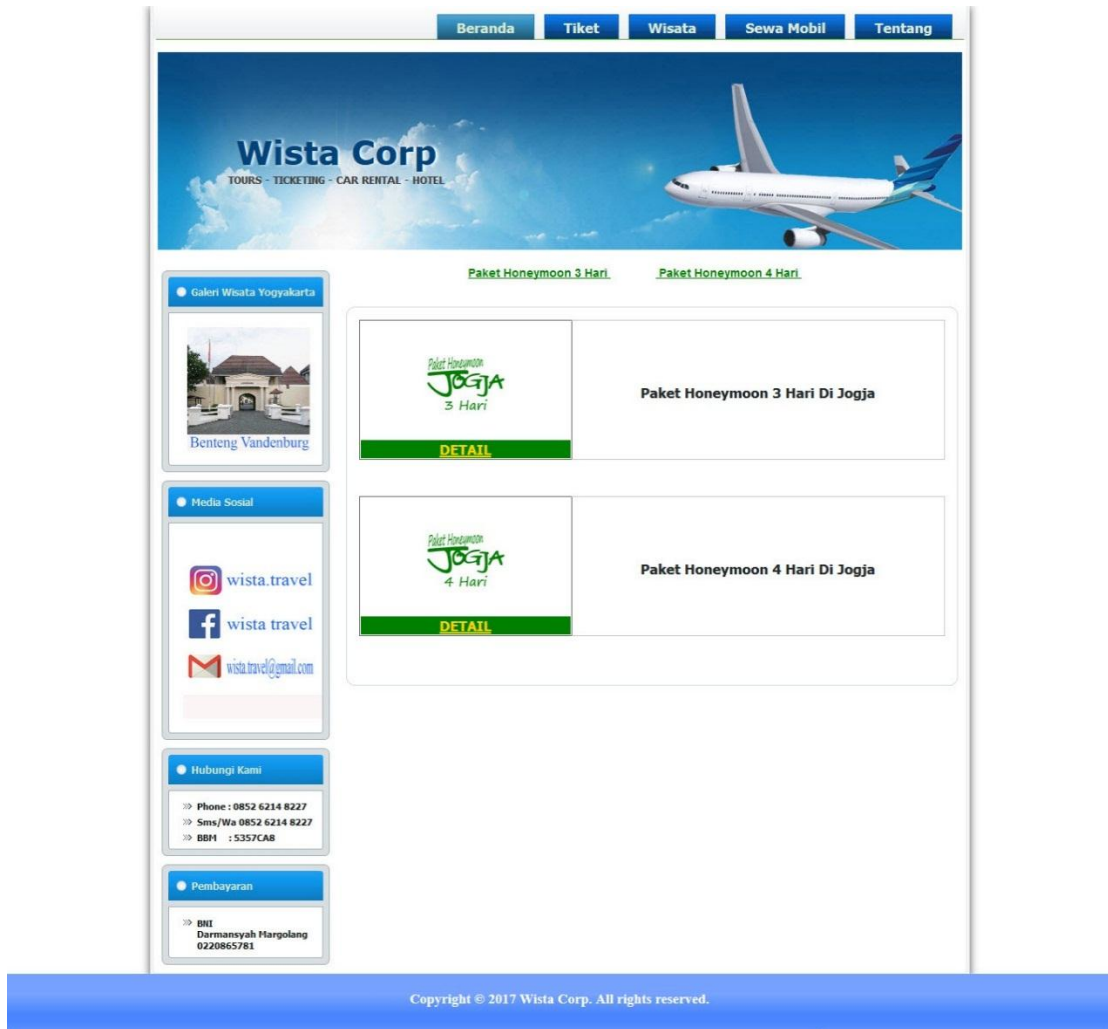 Beranda Tiket Wisata Sewa Mobil Tentang
Wista Corp
TOURS - TICKETING - CAR RENTAL - HOTEL
Paket Honeymoon 3 Hari Paket Honeymoon 4 Hari
Galeri Wisata Yogyakarta
Benteng Vandenburg
Media Sosial
wista.travel
wista travel
wista.travel@gmail.com
Hubungi Kami
Phone : 0852 6214 8227
Sms/Wa 0852 6214 8227
BBM : 5357CA8
Pembayaran
BNI
Darmansyah Margolang
0220865781
Paket Honeymoon
JOGJA
3 Hari
DETAIL
Paket Honeymoon 3 Hari Di Jogja
Paket Honeymoon
JOGJA
4 Hari
DETAIL
Paket Honeymoon 4 Hari Di Jogja
Copyright © 2017 Wista Corp. All rights reserved.